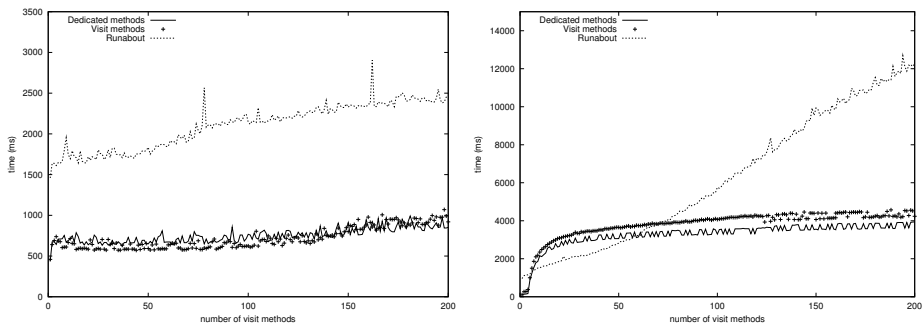 Dedicated methods
Visit methods
Runabout
3500
3000
2500
2000
1500
1000
500
0
time (ms)
0 50 100 150 200
number of visit methods
Dedicated methods
Visit methods
Runabout
14000
12000
10000
8000
6000
4000
2000
0
time (ms)
0 50 100 150 200
number of visit methods